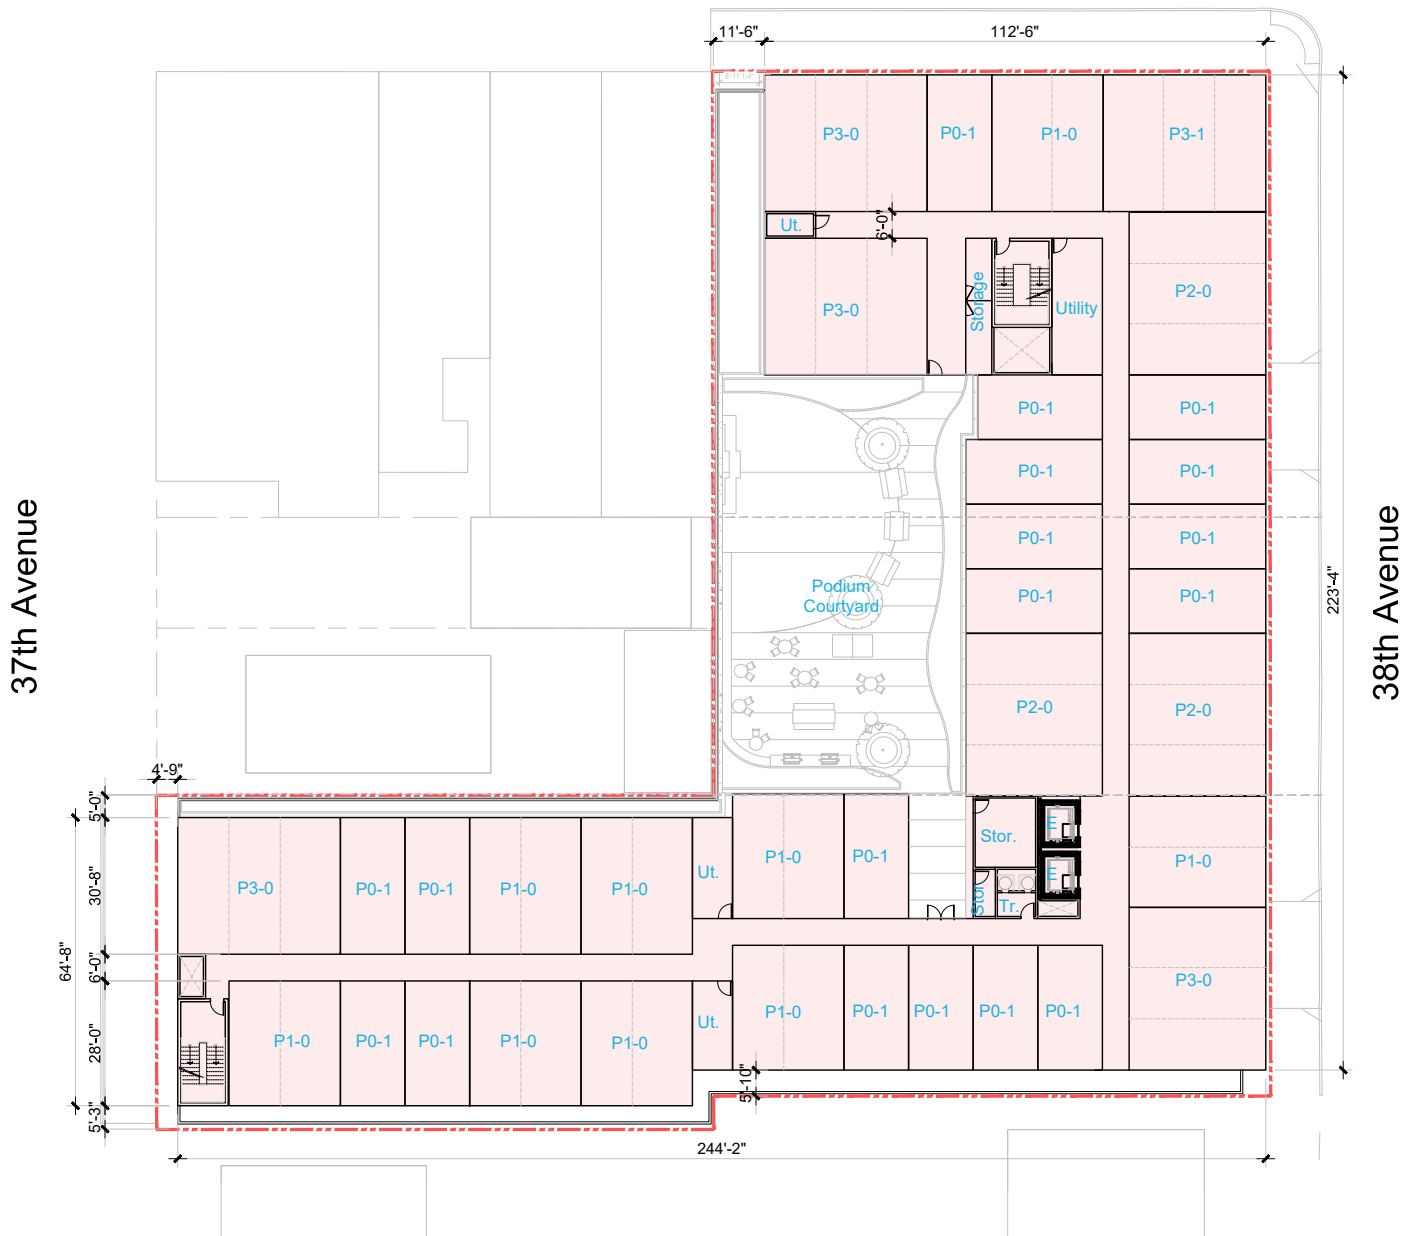 11'-6"
112'-6"
P3-0
P0-1
P1-0
P3-1
Ut.
6'-0"
P3-0
Storage
Utility
P2-0
P0-1
P0-1
P0-1
P0-1
37th Avenue
38th Avenue
P0-1
P0-1
223'-4"
Podium
Courtyard
P0-1
P0-1
P2-0
P2-0
4'-9"
5'-0"
Stor.
E
P1-0
P0-1
P1-0
30'-8"
P3-0
P0-1
P0-1
P1-0
P1-0
Ut.
E
Stor.
Tr.
64'-8"
6'-0"
P3-0
28'-0"
P1-0
P0-1
P0-1
P1-0
P1-0
Ut.
P1-0
P0-1
P0-1
P0-1
P0-1
5'-10"
5'-3"
244'-2"